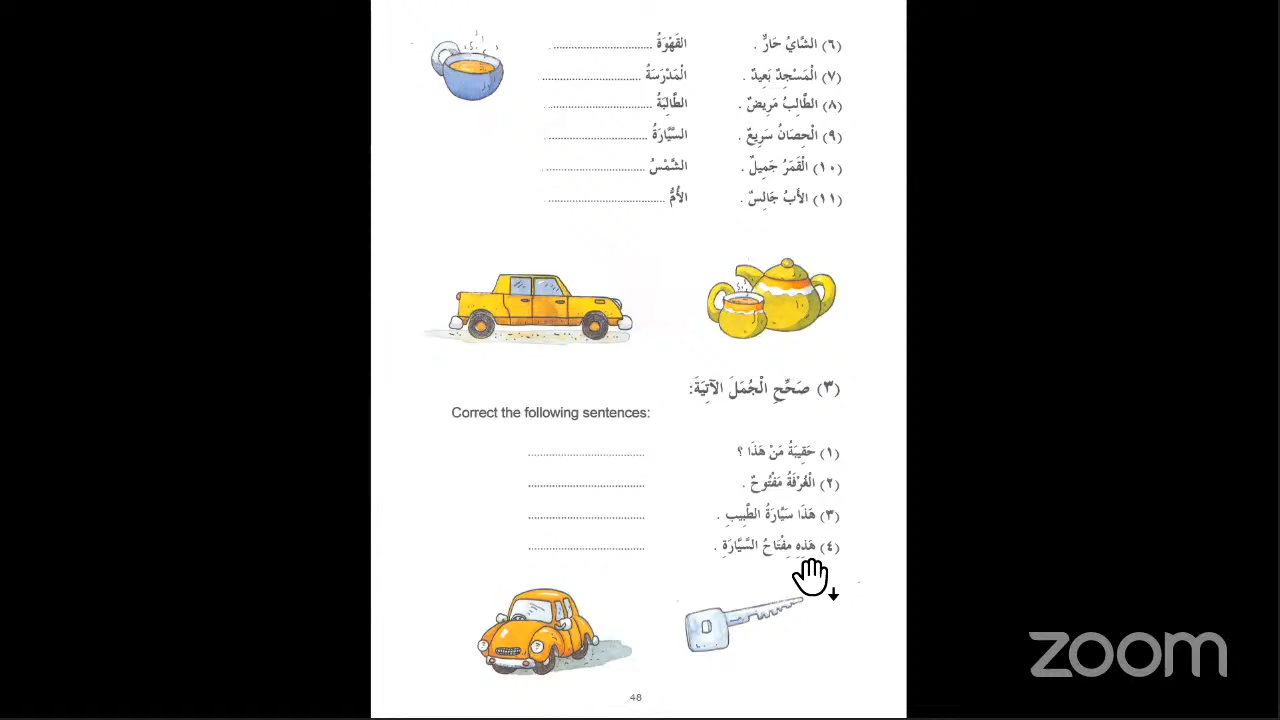 (٦) الشَّايُ حَارٌّ . القَهْوَةُ ..............................
(٧) الْمَسْجِدُ بَعِيدٌ . الْمَدْرَسَةُ ..............................
(٨) الطَّالِبُ مَرِيضٌ . الطَّالِبَةُ ..............................
(٩) الْحِصَانُ سَرِيعٌ . السَّيَّارَةُ ..............................
(١٠) الْقَمَرُ جَمِيلٌ . الشَّمْسُ ..............................
(١١) الأَبُ جَالِسٌ . الأُمُّ ..............................
(٣) صَحِّحِ الْجُمَلَ الآتِيَةَ:
Correct the following sentences:
(١) حَقِيبَةُ مَنْ هَذَا ؟ ..............................
(٢) الْغُرْفَةُ مَفْتُوحٌ . ..............................
(٣) هَذَا سَيَّارَةُ الطَّبِيبِ . ..............................
(٤) هَذِهِ مِفْتَاحُ السَّيَّارَةِ . ..............................
48
zoom